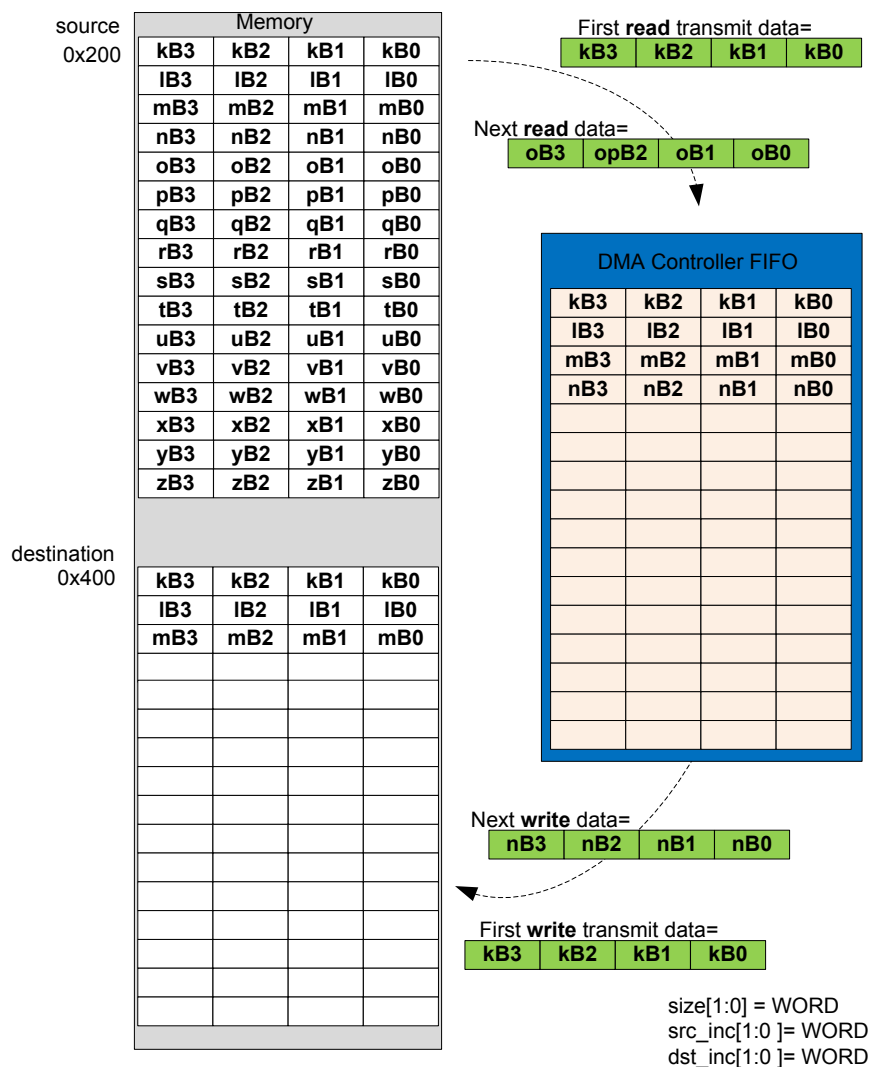 source
0x200
Memory
kB3 kB2 kB1 kB0
lB3 lB2 lB1 lB0
mB3 mB2 mB1 mB0
nB3 nB2 nB1 nB0
oB3 oB2 oB1 oB0
pB3 pB2 pB1 pB0
qB3 qB2 qB1 qB0
rB3 rB2 rB1 rB0
sB3 sB2 sB1 sB0
tB3 tB2 tB1 tB0
uB3 uB2 uB1 uB0
vB3 vB2 vB1 vB0
wB3 wB2 wB1 wB0
xB3 xB2 xB1 xB0
yB3 yB2 yB1 yB0
zB3 zB2 zB1 zB0
destination
0x400
kB3 kB2 kB1 kB0
lB3 lB2 lB1 lB0
mB3 mB2 mB1 mB0
First read transmit data=
kB3 kB2 kB1 kB0
Next read data=
oB3 opB2 oB1 oB0
DMA Controller FIFO
kB3 kB2 kB1 kB0
lB3 lB2 lB1 lB0
mB3 mB2 mB1 mB0
nB3 nB2 nB1 nB0
Next write data=
nB3 nB2 nB1 nB0
First write transmit data=
kB3 kB2 kB1 kB0
size[1:0] = WORD
src_inc[1:0 ]= WORD
dst_inc[1:0 ]= WORD